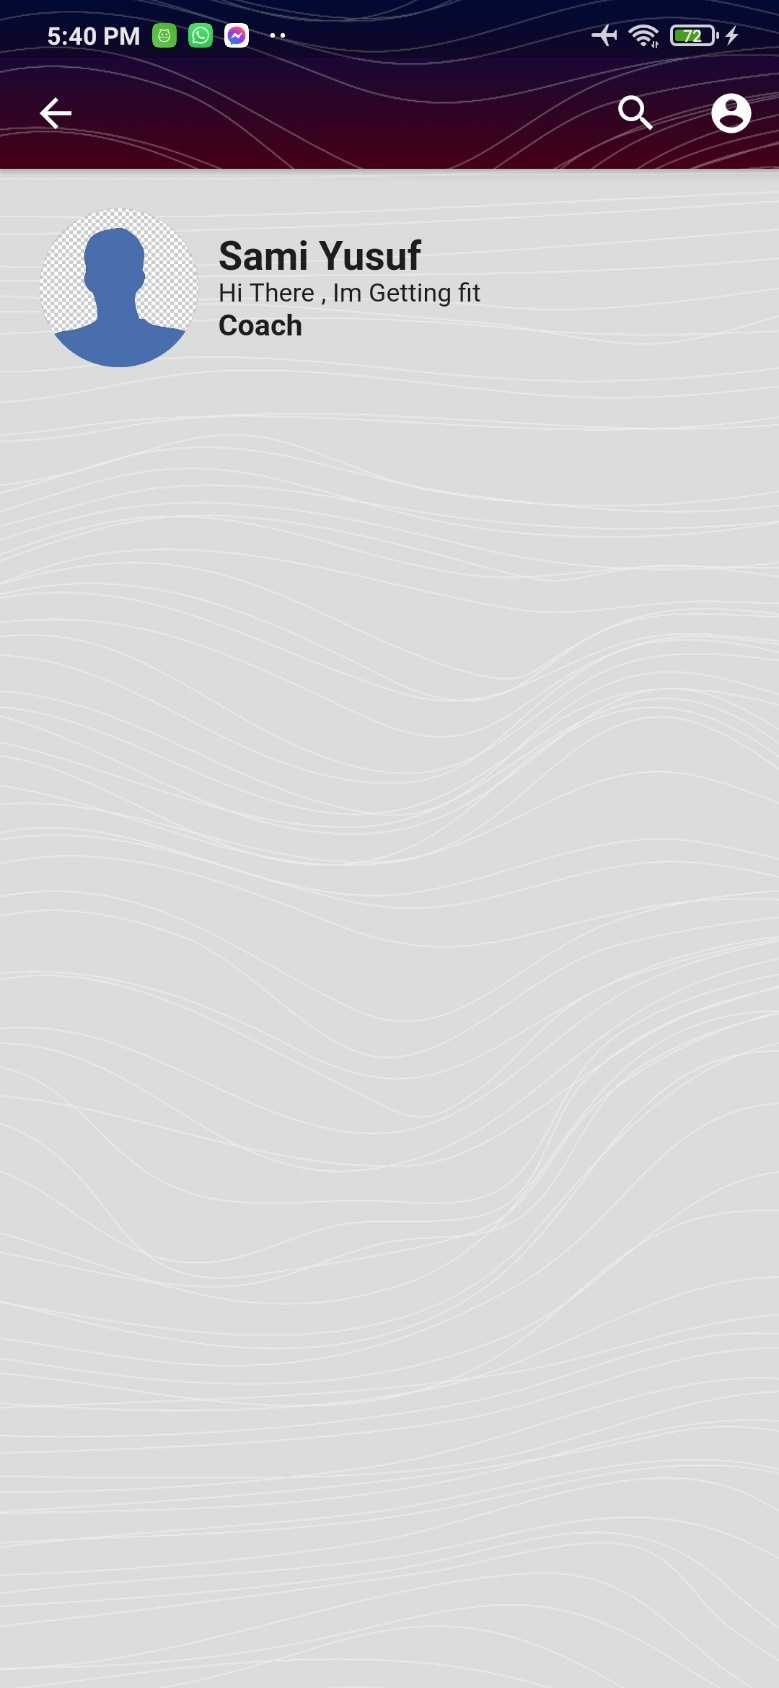 5:40 PM
72
Sami Yusuf
Hi There , Im Getting fit
Coach